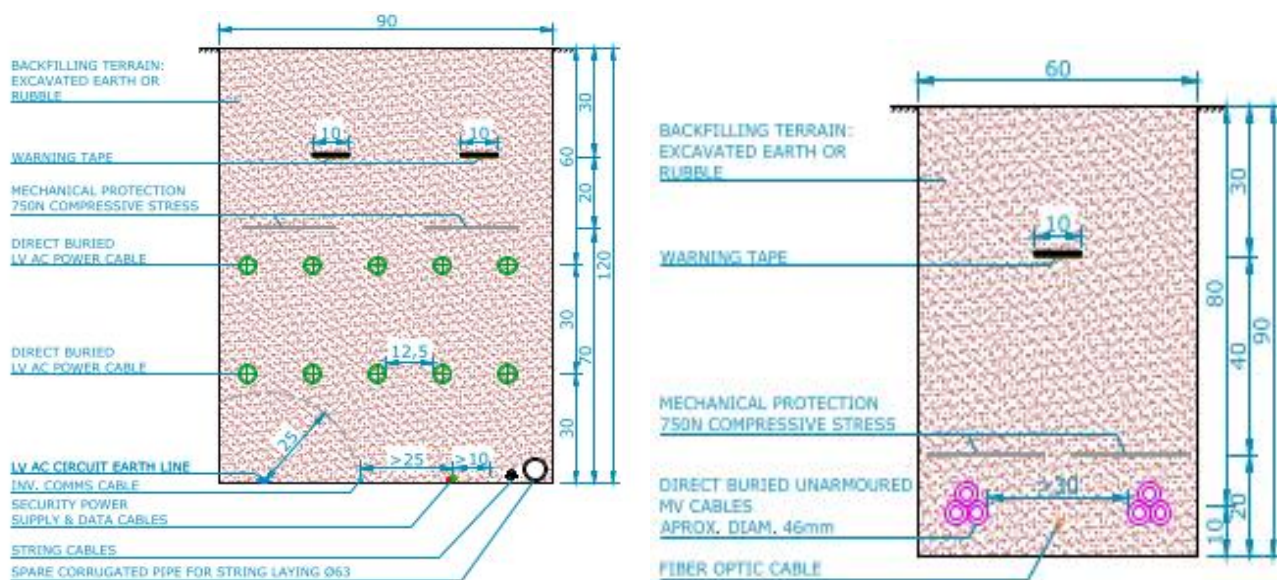 90
BACKFILLING TERRAIN:
EXCAVATED EARTH OR
RUBBLE
30
10
10
WARNING TAPE
60
20
MECHANICAL PROTECTION
750N COMPRESSIVE STRESS
DIRECT BURIED
LV AC POWER CABLE
120
30
70
DIRECT BURIED
LV AC POWER CABLE
12,5
30
25
LV AC CIRCUIT EARTH LINE
>25
>10
INV. COMMS CABLE
SECURITY POWER
SUPPLY & DATA CABLES
STRING CABLES
SPARE CORRUGATED PIPE FOR STRING LAYING Ø63
60
BACKFILLING TERRAIN:
EXCAVATED EARTH OR
RUBBLE
30
10
WARNING TAPE
80
90
40
MECHANICAL PROTECTION
750N COMPRESSIVE STRESS
DIRECT BURIED UNARMOURED
MV CABLES
APROX. DIAM. 46mm
>30
20
10
FIBER OPTIC CABLE